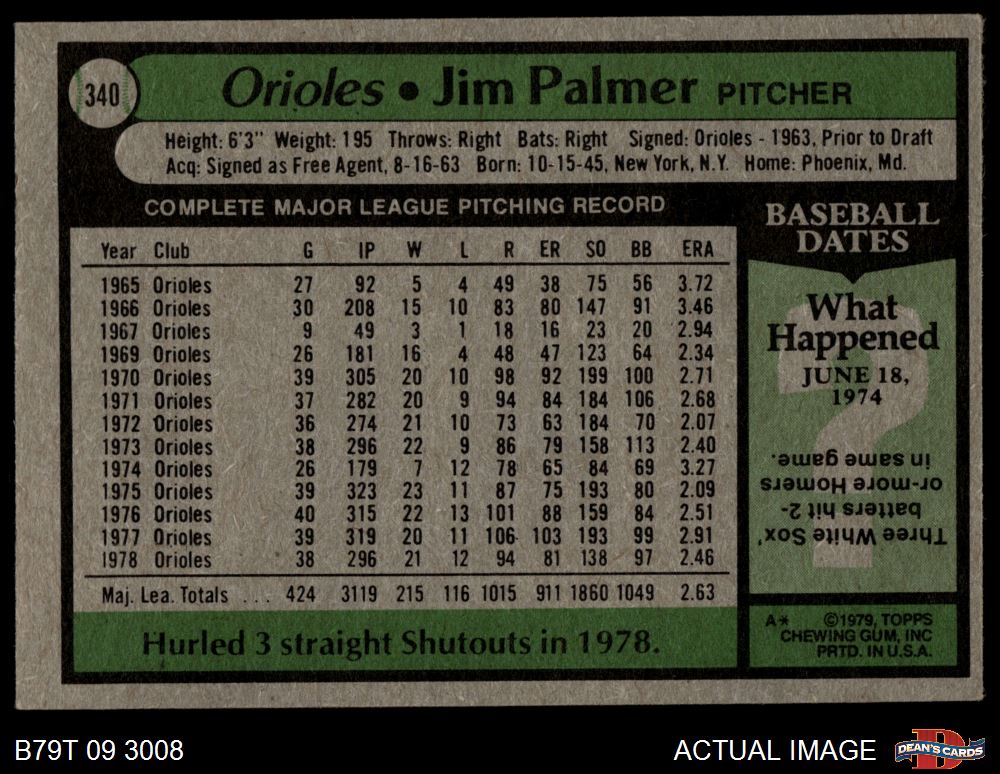 340
Orioles • Jim Palmer PITCHER
Height: 6'3" Weight: 195 Throws: Right Bats: Right Signed: Orioles - 1963, Prior to Draft
Acq: Signed as Free Agent, 8-16-63 Born: 10-15-45, New York, N.Y. Home: Phoenix, Md.
COMPLETE MAJOR LEAGUE PITCHING RECORD
Year Club G IP W L R ER SO BB ERA
1965 Orioles 27 92 5 4 49 38 75 56 3.72
1966 Orioles 30 208 15 10 83 80 147 91 3.46
1967 Orioles 9 49 3 1 18 16 23 20 2.94
1969 Orioles 26 181 16 4 48 47 123 64 2.34
1970 Orioles 39 305 20 10 98 92 199 100 2.71
1971 Orioles 37 282 20 9 94 84 184 106 2.68
1972 Orioles 36 274 21 10 73 63 184 70 2.07
1973 Orioles 38 296 22 9 86 79 158 113 2.40
1974 Orioles 26 179 7 12 78 65 84 69 3.27
1975 Orioles 39 323 23 11 87 75 193 80 2.09
1976 Orioles 40 315 22 13 101 88 159 84 2.51
1977 Orioles 39 319 20 11 106 103 193 99 2.91
1978 Orioles 38 296 21 12 94 81 138 97 2.46
Maj. Lea. Totals ... 424 3119 215 116 1015 911 1860 1049 2.63
Hurled 3 straight Shutouts in 1978.
BASEBALL
DATES
What
Happened
JUNE 18,
1974
?
Three White Sox'
batters hit 2-
or-more Homers
in same game.
A* ©1979, TOPPS
CHEWING GUM, INC
PRTD. IN U.S.A.
B79T 09 3008
ACTUAL IMAGE
D
DEAN'S CARDS